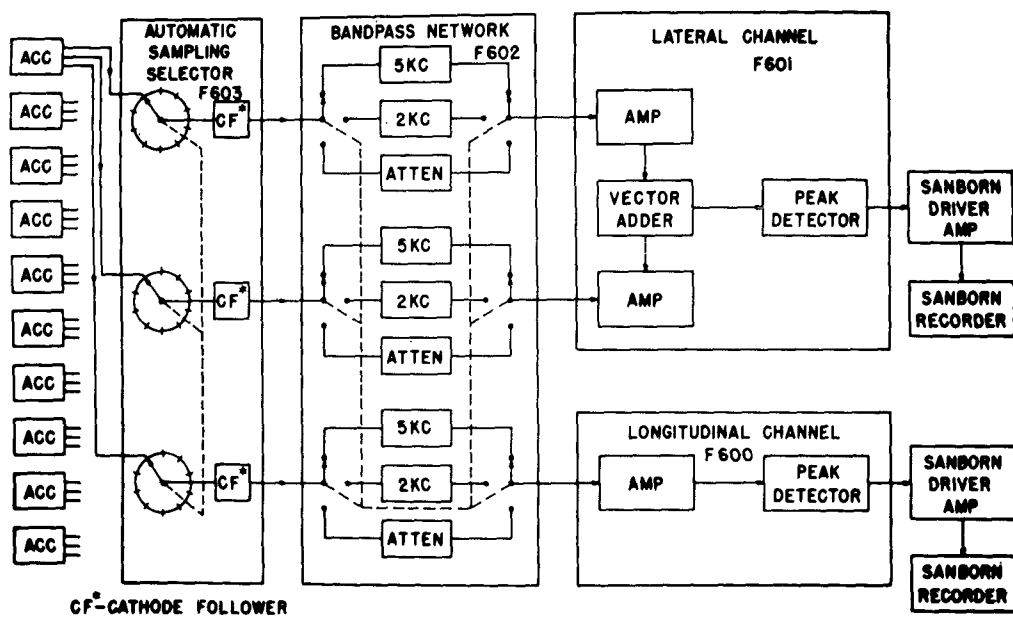 ACC
ACC
ACC
ACC
ACC
ACC
ACC
ACC
ACC
ACC
AUTOMATIC
SAMPLING
SELECTOR
F603
CF*
CF*
CF*
BANDPASS NETWORK
F602
5KC
2KC
ATTEN
5KC
2KC
ATTEN
5KC
2KC
ATTEN
LATERAL CHANNEL
F601
AMP
VECTOR
ADDER
AMP
PEAK
DETECTOR
SANBORN
DRIVER
AMP
SANBORN
RECORDER
LONGITUDINAL CHANNEL
F600
AMP
PEAK
DETECTOR
SANBORN
DRIVER
AMP
SANBORN
RECORDER
CF*-CATHODE FOLLOWER